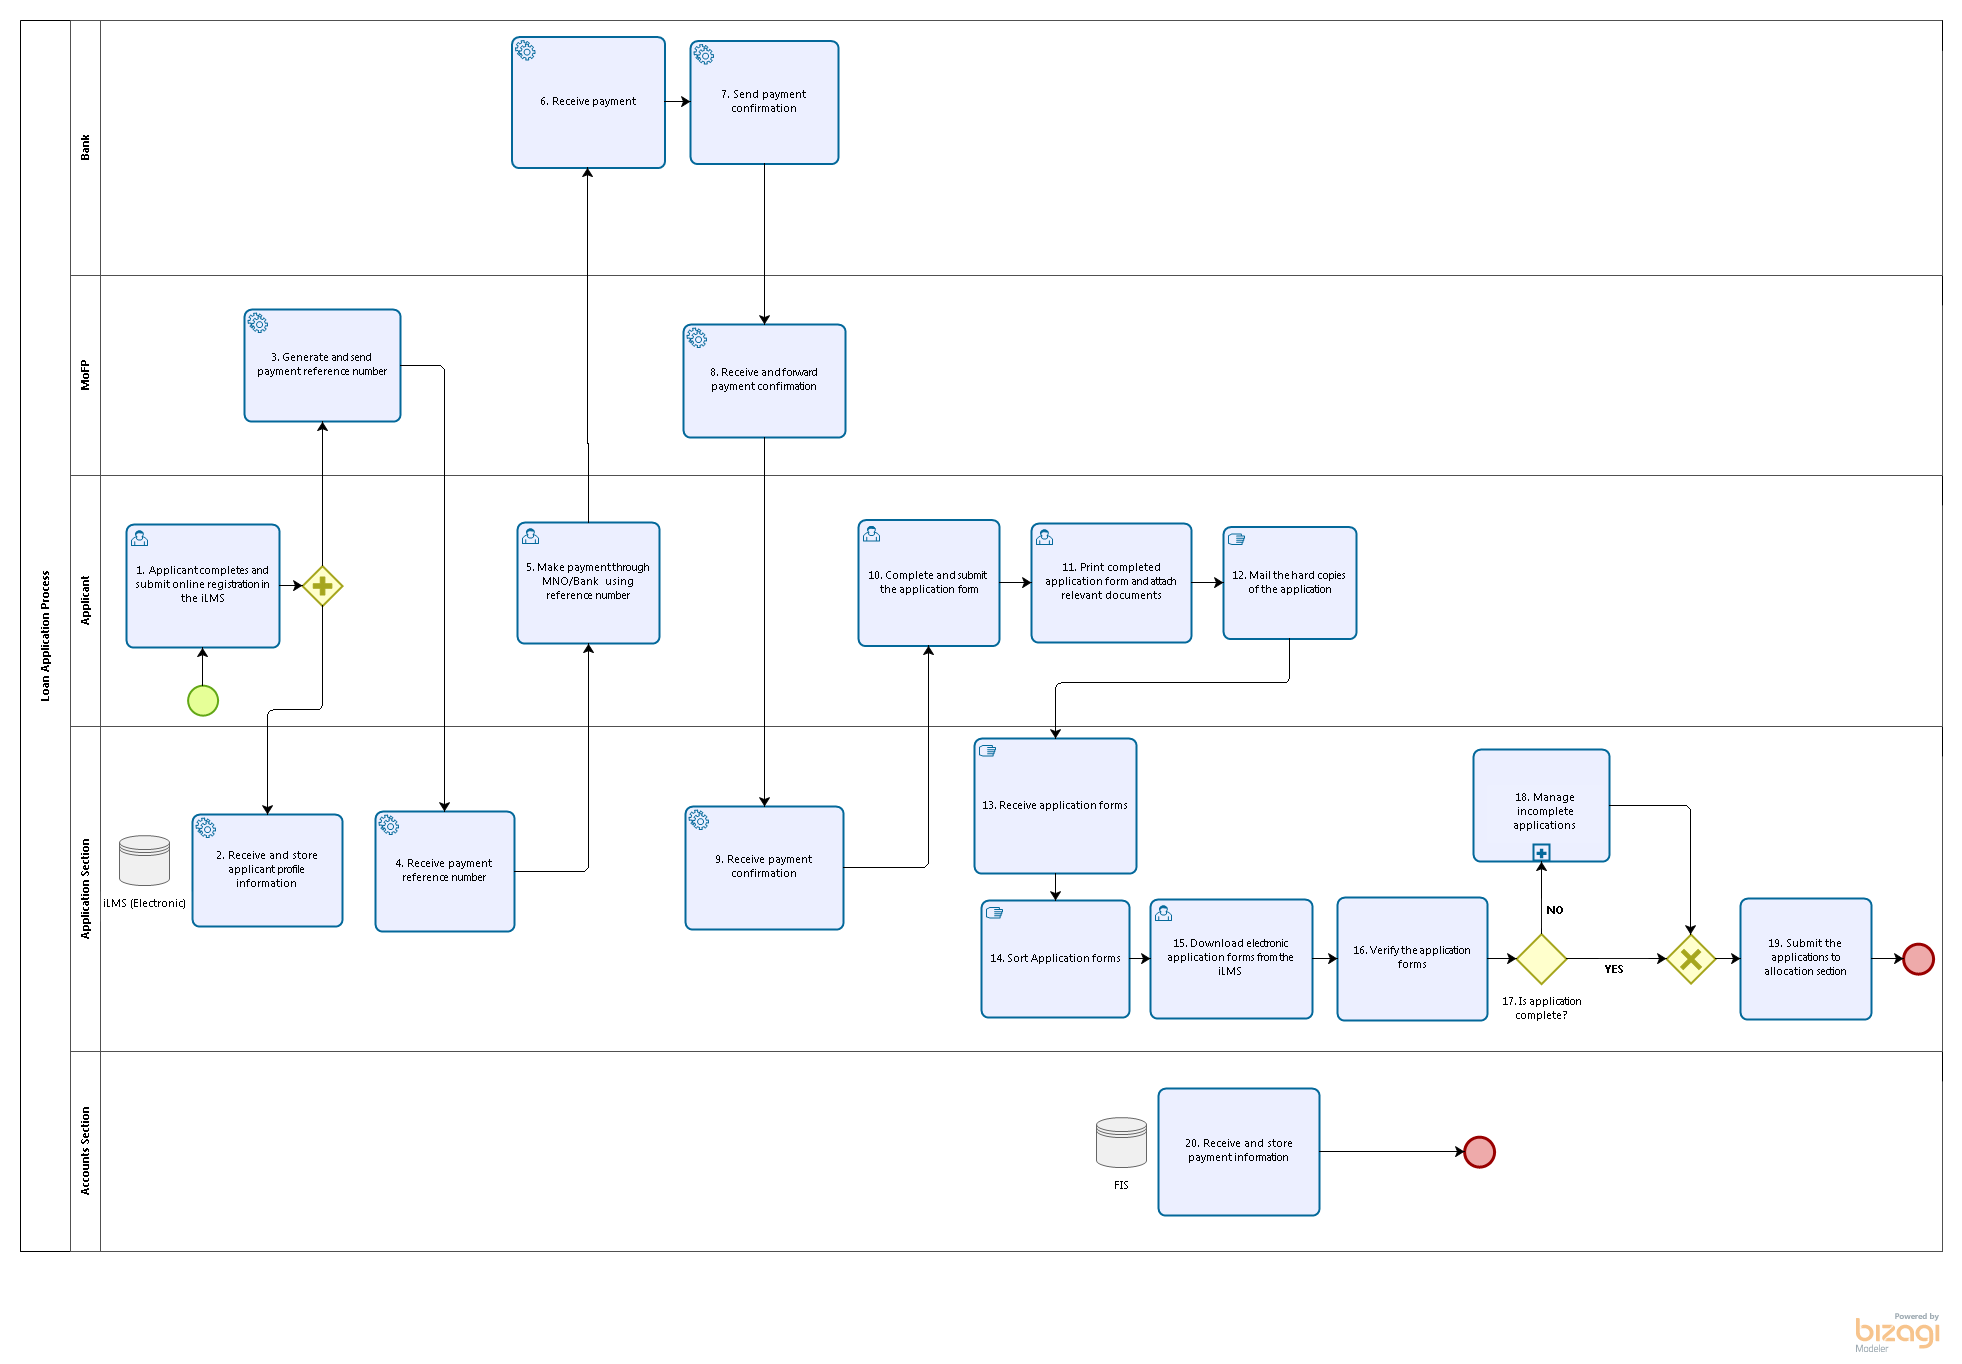 Loan Application Process
Bank
6. Receive payment
7. Send payment
confirmation
MoFP
3. Generate and send
payment reference number
8. Receive and forward
payment confirmation
Applicant
1. Applicant completes and
submit online registration in
the iLMS
5. Make payment through
MNO/Bank using
reference number
10. Complete and submit
the application form
11. Print completed
application form and attach
relevant documents
12. Mail the hard copies
of the application
Application Section
iLMS (Electronic)
2. Receive and store
applicant profile
information
4. Receive payment
reference number
9. Receive payment
confirmation
13. Receive application forms
14. Sort Application forms
15. Download electronic
application forms from the
iLMS
16. Verify the application
forms
17. Is application
complete?
NO
YES
18. Manage
incomplete
applications
19. Submit the
applications to
allocation section
Accounts Section
FIS
20. Receive and store
payment information
Powered by
bizagi
Modeler